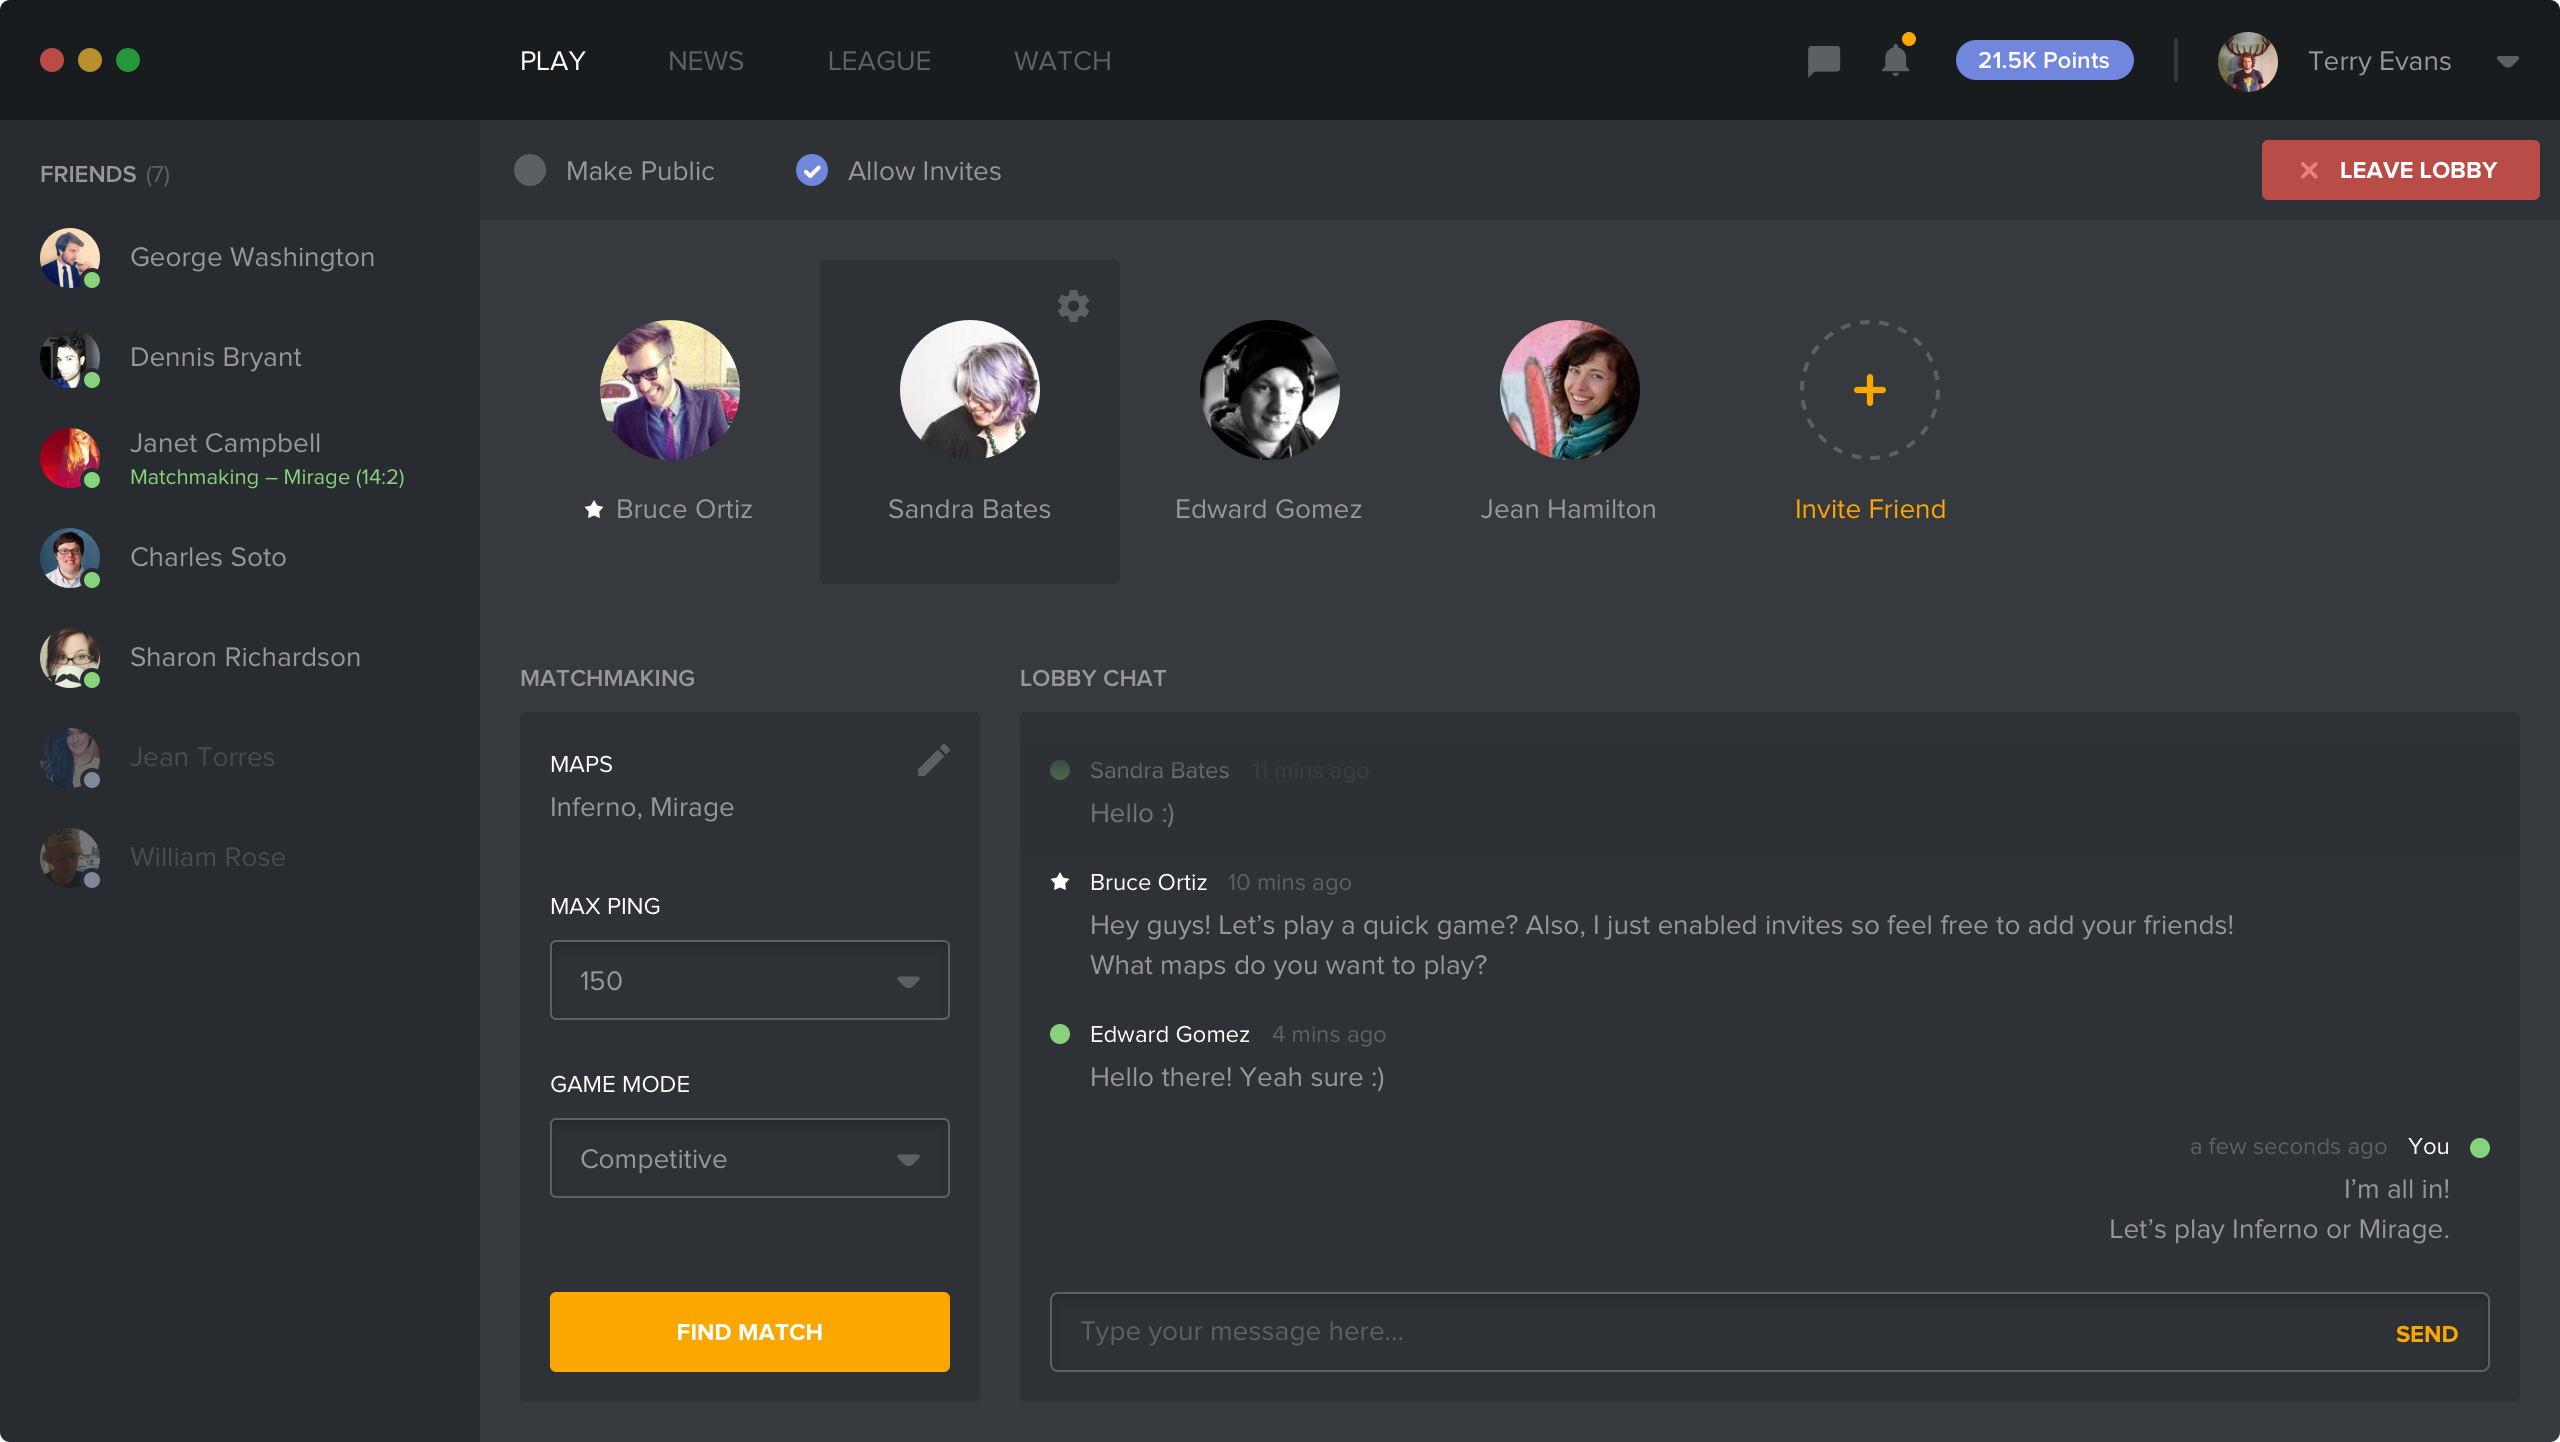 PLAY
NEWS
LEAGUE
WATCH
21.5K Points
Terry Evans
FRIENDS (7)
George Washington
Dennis Bryant
Janet Campbell
Matchmaking – Mirage (14:2)
Charles Soto
Sharon Richardson
Jean Torres
William Rose
Make Public
Allow Invites
LEAVE LOBBY
Bruce Ortiz
Sandra Bates
Edward Gomez
Jean Hamilton
Invite Friend
MATCHMAKING
MAPS
Inferno, Mirage
MAX PING
150
GAME MODE
Competitive
FIND MATCH
LOBBY CHAT
Sandra Bates 11 mins ago
Hello :)
Bruce Ortiz 10 mins ago
Hey guys! Let’s play a quick game? Also, I just enabled invites so feel free to add your friends!
What maps do you want to play?
Edward Gomez 4 mins ago
Hello there! Yeah sure :)
a few seconds ago You
I’m all in!
Let’s play Inferno or Mirage.
Type your message here...
SEND